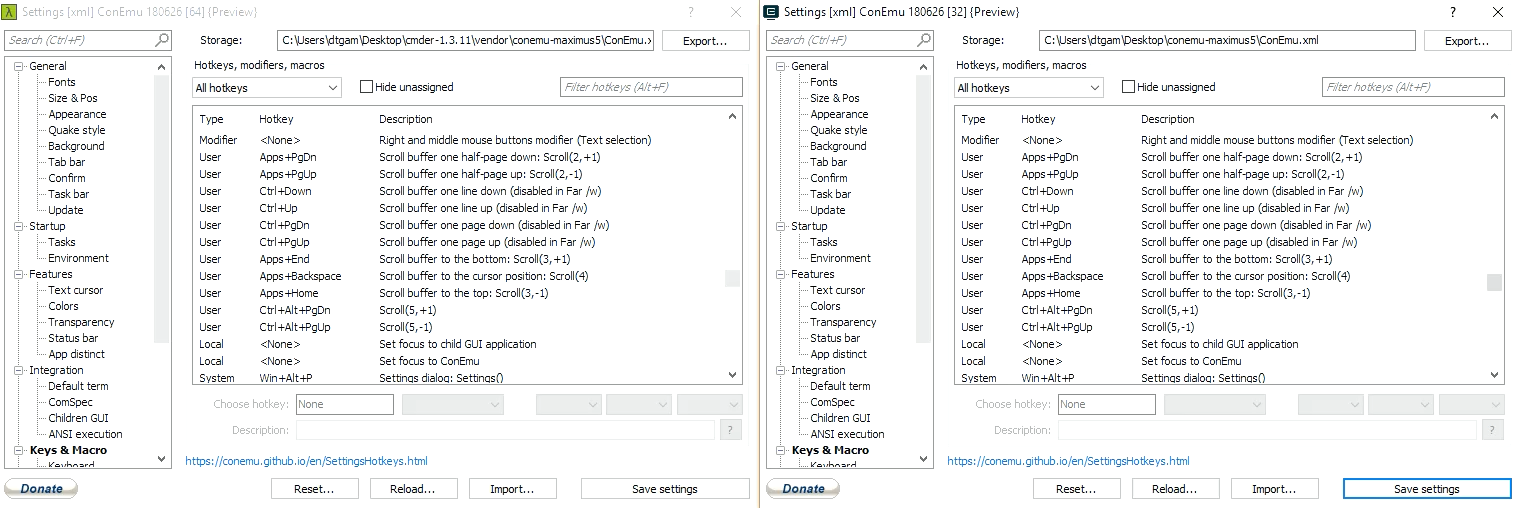 Settings [xml] ConEmu 180626 [64] {Preview}
Search (Ctrl+F)
Storage: C:\Users\dtgam\Desktop\cmder-1.3.11\vendor\conemu-maximus5\ConEmu.x Export...
General
Fonts
Size & Pos
Appearance
Quake style
Background
Tab bar
Confirm
Task bar
Update
Startup
Tasks
Environment
Features
Text cursor
Colors
Transparency
Status bar
App distinct
Integration
Default term
ComSpec
Children GUI
ANSI execution
Keys & Macro
Keyboard
Hotkeys, modifiers, macros
All hotkeys Hide unassigned Filter hotkeys (Alt+F)
Type Hotkey Description
Modifier <None> Right and middle mouse buttons modifier (Text selection)
User Apps+PgDn Scroll buffer one half-page down: Scroll(2,+1)
User Apps+PgUp Scroll buffer one half-page up: Scroll(2,-1)
User Ctrl+Down Scroll buffer one line down (disabled in Far /w)
User Ctrl+Up Scroll buffer one line up (disabled in Far /w)
User Ctrl+PgDn Scroll buffer one page down (disabled in Far /w)
User Ctrl+PgUp Scroll buffer one page up (disabled in Far /w)
User Apps+End Scroll buffer to the bottom: Scroll(3,+1)
User Apps+Backspace Scroll buffer to the cursor position: Scroll(4)
User Apps+Home Scroll buffer to the top: Scroll(3,-1)
User Ctrl+Alt+PgDn Scroll(5,+1)
User Ctrl+Alt+PgUp Scroll(5,-1)
Local <None> Set focus to child GUI application
Local <None> Set focus to ConEmu
System Win+Alt+P Settings dialog: Settings()
Choose hotkey: None
Description: ?
https://conemu.github.io/en/SettingsHotkeys.html
Donate Reset... Reload... Import... Save settings
Settings [xml] ConEmu 180626 [32] {Preview}
Search (Ctrl+F)
Storage: C:\Users\dtgam\Desktop\conemu-maximus5\ConEmu.xml Export...
General
Fonts
Size & Pos
Appearance
Quake style
Background
Tab bar
Confirm
Task bar
Update
Startup
Tasks
Environment
Features
Text cursor
Colors
Transparency
Status bar
App distinct
Integration
Default term
ComSpec
Children GUI
ANSI execution
Keys & Macro
Keyboard
Hotkeys, modifiers, macros
All hotkeys Hide unassigned Filter hotkeys (Alt+F)
Type Hotkey Description
Modifier <None> Right and middle mouse buttons modifier (Text selection)
User Apps+PgDn Scroll buffer one half-page down: Scroll(2,+1)
User Apps+PgUp Scroll buffer one half-page up: Scroll(2,-1)
User Ctrl+Down Scroll buffer one line down (disabled in Far /w)
User Ctrl+Up Scroll buffer one line up (disabled in Far /w)
User Ctrl+PgDn Scroll buffer one page down (disabled in Far /w)
User Ctrl+PgUp Scroll buffer one page up (disabled in Far /w)
User Apps+End Scroll buffer to the bottom: Scroll(3,+1)
User Apps+Backspace Scroll buffer to the cursor position: Scroll(4)
User Apps+Home Scroll buffer to the top: Scroll(3,-1)
User Ctrl+Alt+PgDn Scroll(5,+1)
User Ctrl+Alt+PgUp Scroll(5,-1)
Local <None> Set focus to child GUI application
Local <None> Set focus to ConEmu
System Win+Alt+P Settings dialog: Settings()
Choose hotkey: None
Description: ?
https://conemu.github.io/en/SettingsHotkeys.html
Donate Reset... Reload... Import... Save settings